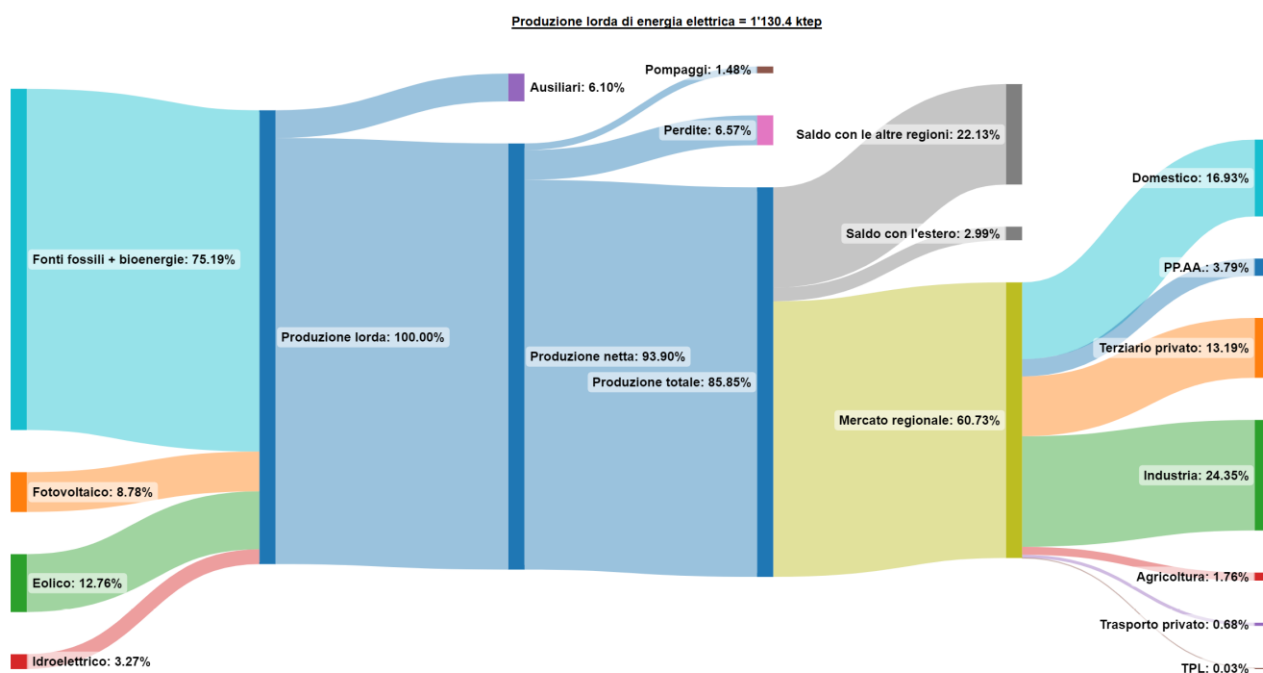 Produzione lorda di energia elettrica = 1'130.4 ktep
Pompaggi: 1.48%
Ausiliari: 6.10%
Perdite: 6.57%
Saldo con le altre regioni: 22.13%
Domestico: 16.93%
Saldo con l'estero: 2.99%
Fonti fossili + bioenergie: 75.19%
PP.AA.: 3.79%
Produzione lorda: 100.00%
Terziario privato: 13.19%
Produzione netta: 93.90%
Produzione totale: 85.85%
Mercato regionale: 60.73%
Industria: 24.35%
Fotovoltaico: 8.78%
Agricoltura: 1.76%
Eolico: 12.76%
Trasporto privato: 0.68%
Idroelettrico: 3.27%
TPL: 0.03%